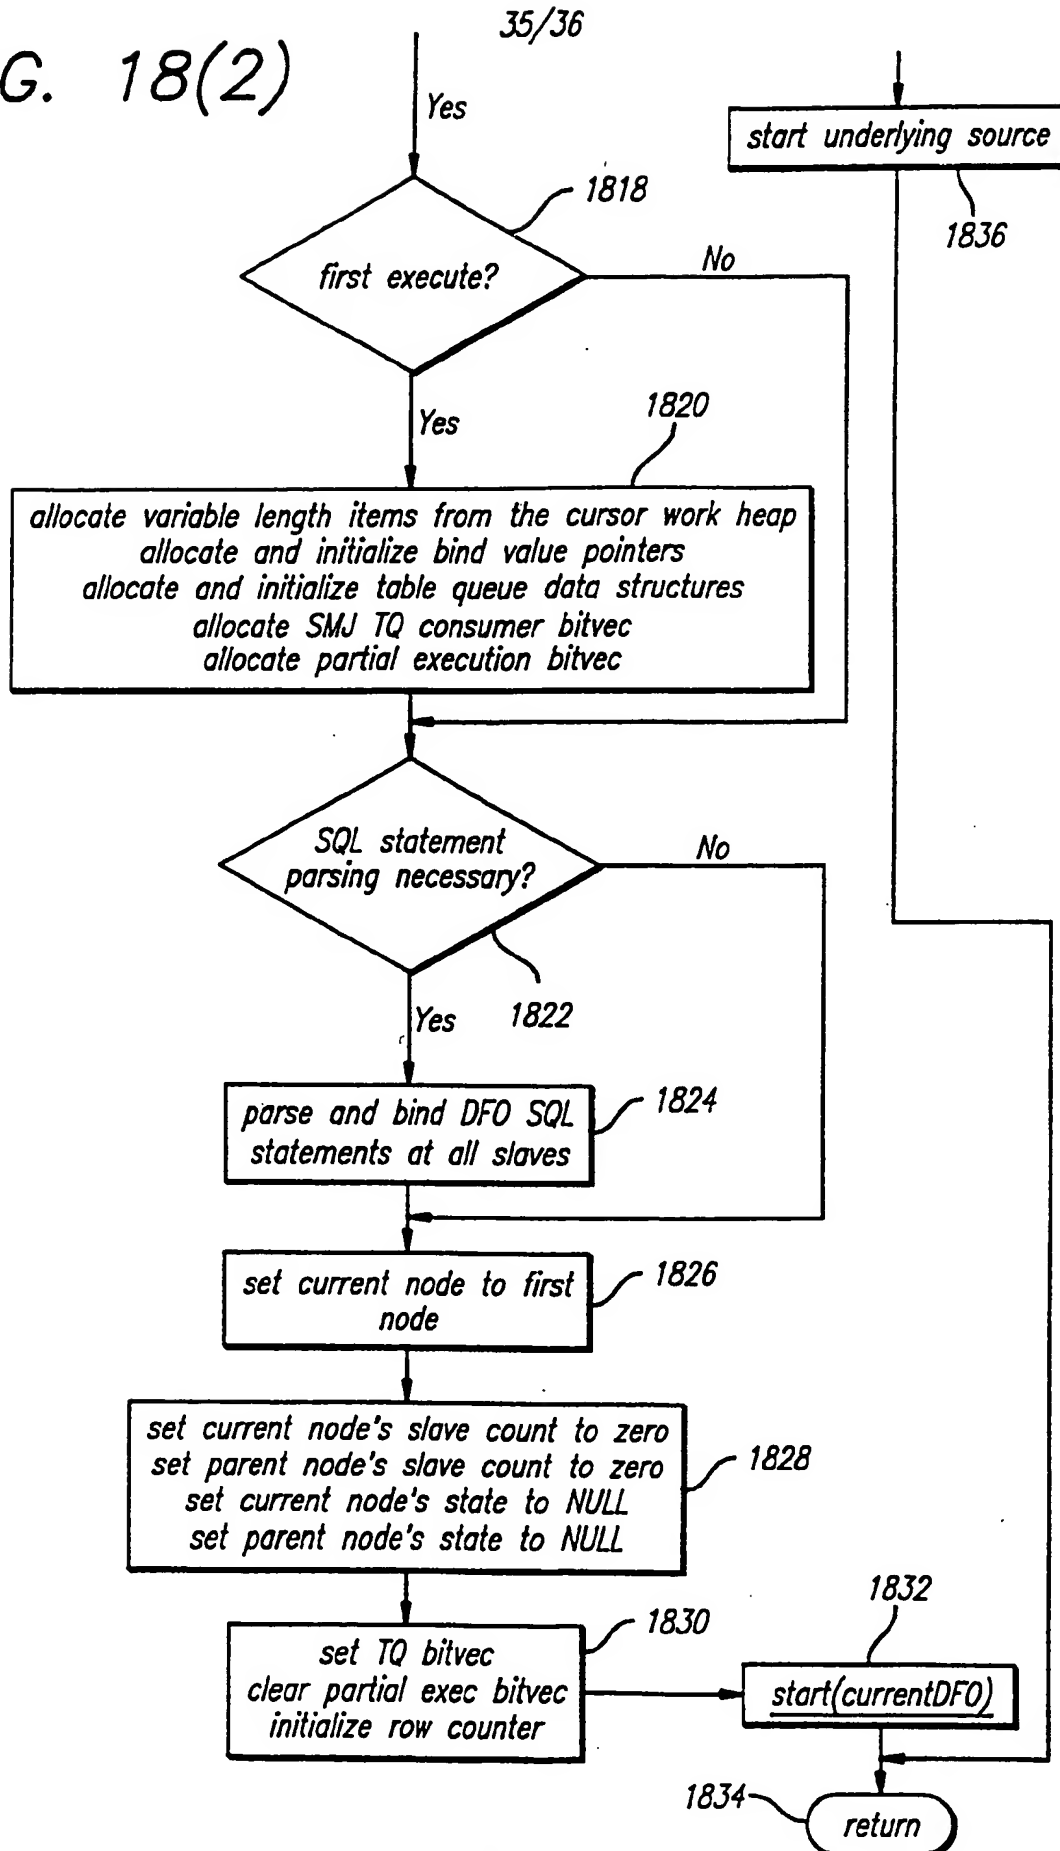 35/36
G. 18(2)
Yes
start underlying source
1836
1818
first execute?
No
Yes
1820
allocate variable length items from the cursor work heap
allocate and initialize bind value pointers
allocate and initialize table queue data structures
allocate SMJ TQ consumer bitvec
allocate partial execution bitvec
SQL statement
parsing necessary?
No
1822
Yes
parse and bind DFO SQL
statements at all slaves
1824
set current node to first
node
1826
set current node's slave count to zero
set parent node's slave count to zero
set current node's state to NULL
set parent node's state to NULL
1828
set TQ bitvec
clear partial exec bitvec
initialize row counter
1830
1832
start(currentDFO)
1834
return